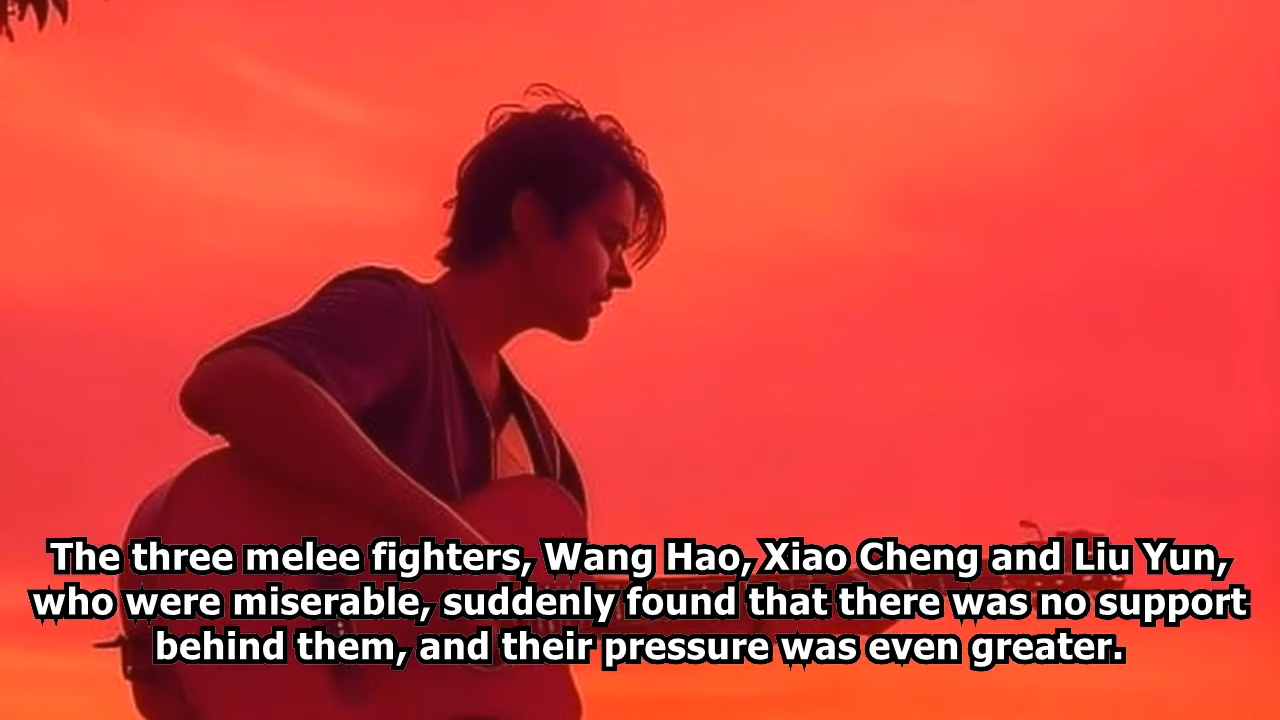 The three melee fighters, Wang Hao, Xiao Cheng and Liu Yun,
who were miserable, suddenly found that there was no support
behind them, and their pressure was even greater.